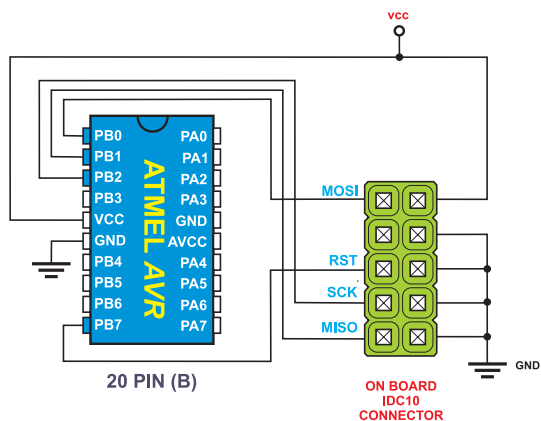 vcc
PB0 PA0
PB1 PA1
PB2 PA2
PB3 PA3
VCC GND
GND AVCC
PB4 PA4
PB5 PA5
PB6 PA6
PB7 PA7
ATMEL AVR
20 PIN (B)
MOSI
RST
SCK
MISO
GND
ON BOARD
IDC10
CONNECTOR